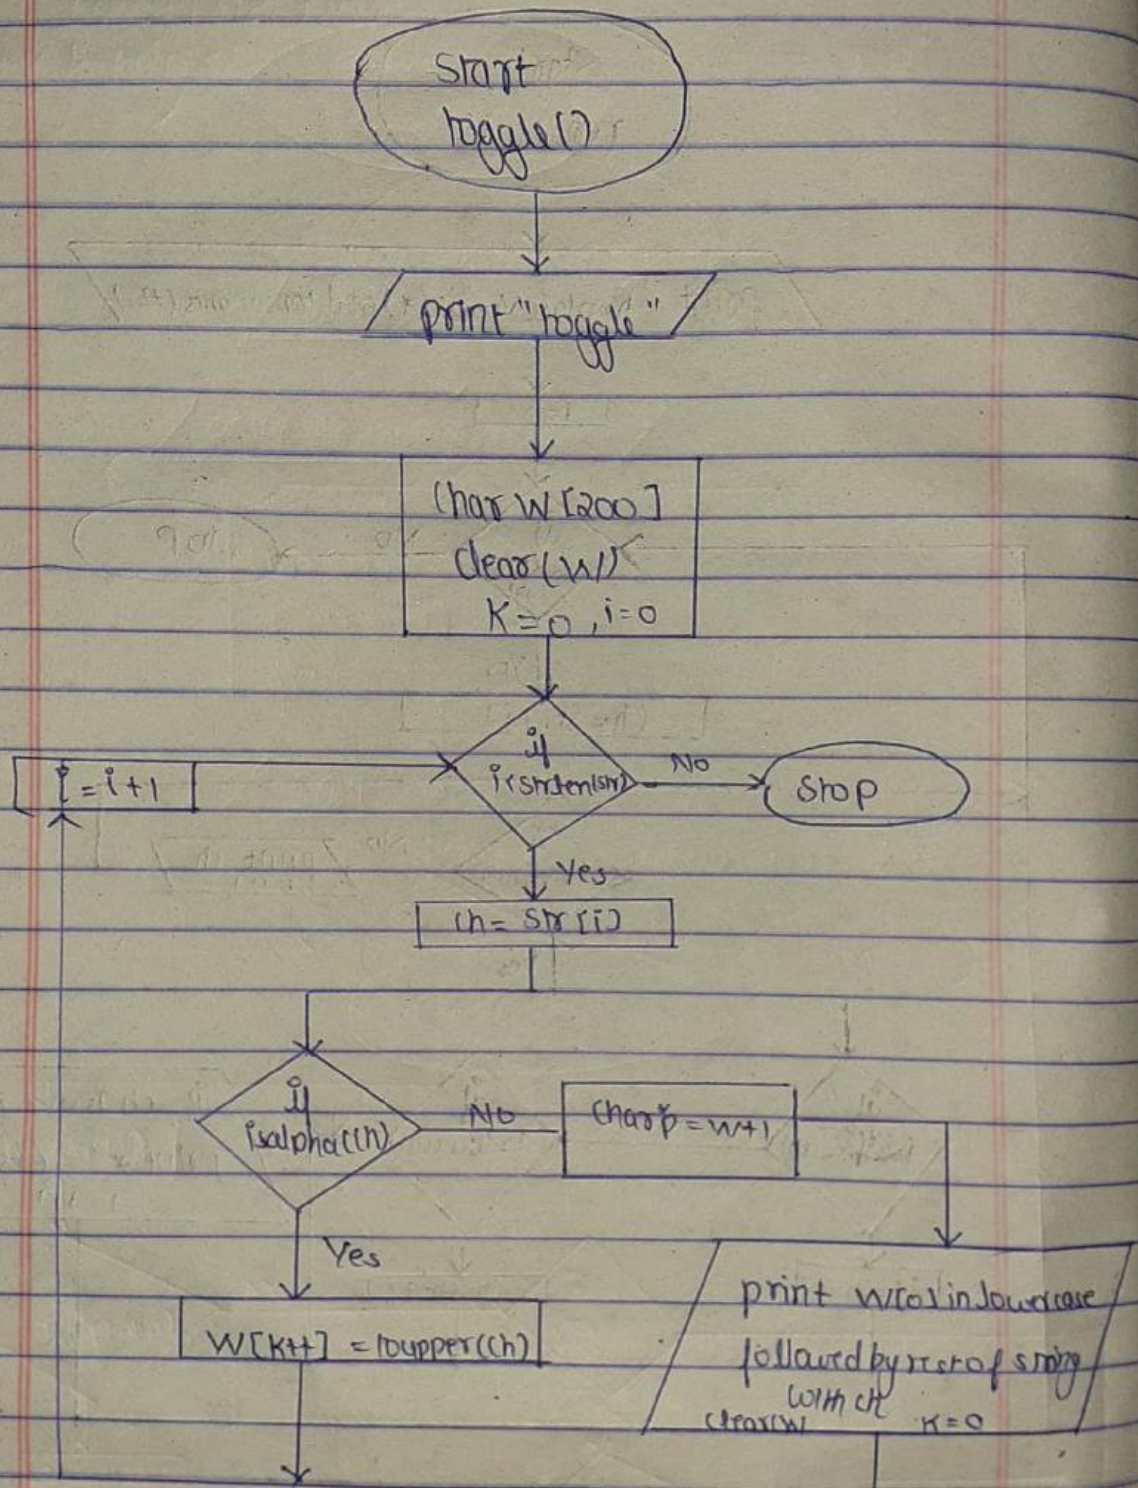 Start
toggle()
print "toggle"
Char W [200]
Clear(W)
K=0, i=0
if
i<strlen(str)
No
Stop
i = i+1
Yes
ch = Str [i]
if
isalpha(ch)
No
Char*p = W+1
Yes
W[K++] = toupper(ch)
print W[0] in lowercase
followed by rest of string
with ch
clear(W K=0